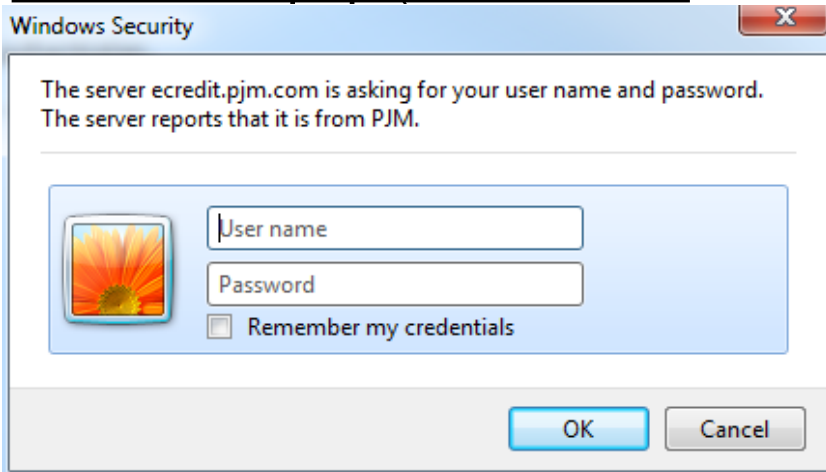 Windows Security
The server ecredit.pjm.com is asking for your user name and password.
The server reports that it is from PJM.
User name
Password
Remember my credentials
OK
Cancel